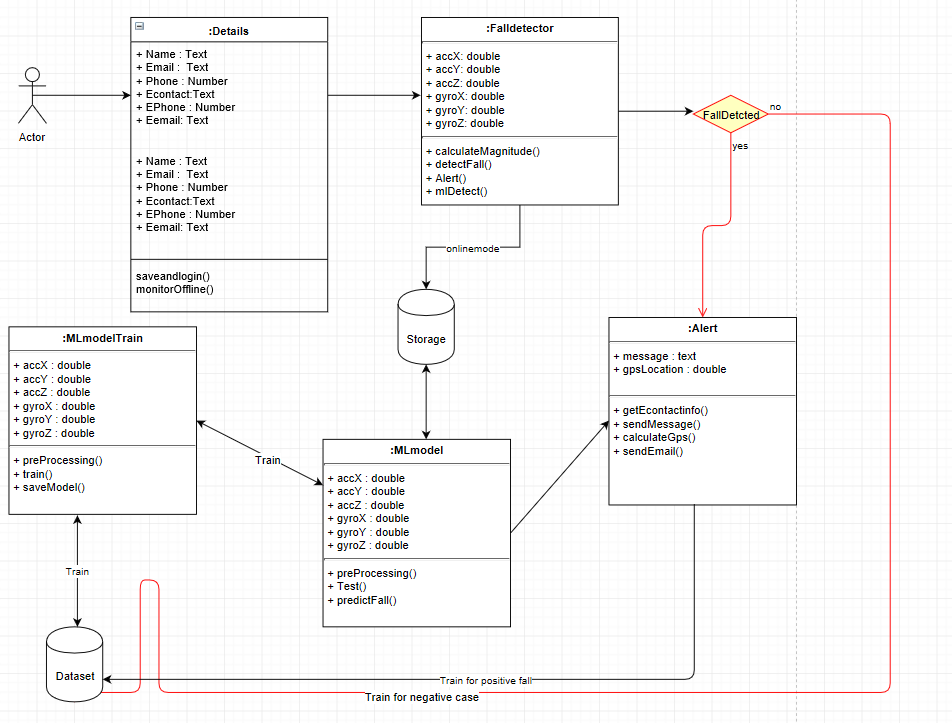 :Details
+ Name : Text
+ Email :  Text
+ Phone : Number
+ Econtact:Text
+ EPhone : Number
+ Eemail: Text
+ Name : Text
+ Email :  Text
+ Phone : Number
+ Econtact:Text
+ EPhone : Number
+ Eemail: Text
saveandlogin()
monitorOffline()
:Falldetector
+ accX: double
+ accY: double
+ accZ: double
+ gyroX: double
+ gyroY: double
+ gyroZ: double
+ calculateMagnitude()
+ detectFall()
+ Alert()
+ mlDetect()
FallDetcted
no
yes
Actor
onlinemode
Storage
:MLmodelTrain
+ accX : double
+ accY : double
+ accZ : double
+ gyroX : double
+ gyroY : double
+ gyroZ : double
+ preProcessing()
+ train()
+ saveModel()
Train
:MLmodel
+ accX : double
+ accY : double
+ accZ : double
+ gyroX : double
+ gyroY : double
+ gyroZ : double
+ preProcessing()
+ Test()
+ predictFall()
:Alert
+ message : text
+ gpsLocation : double
+ getEcontactinfo()
+ sendMessage()
+ calculateGps()
+ sendEmail()
Train
Dataset
Train for positive fall
Train for negative case